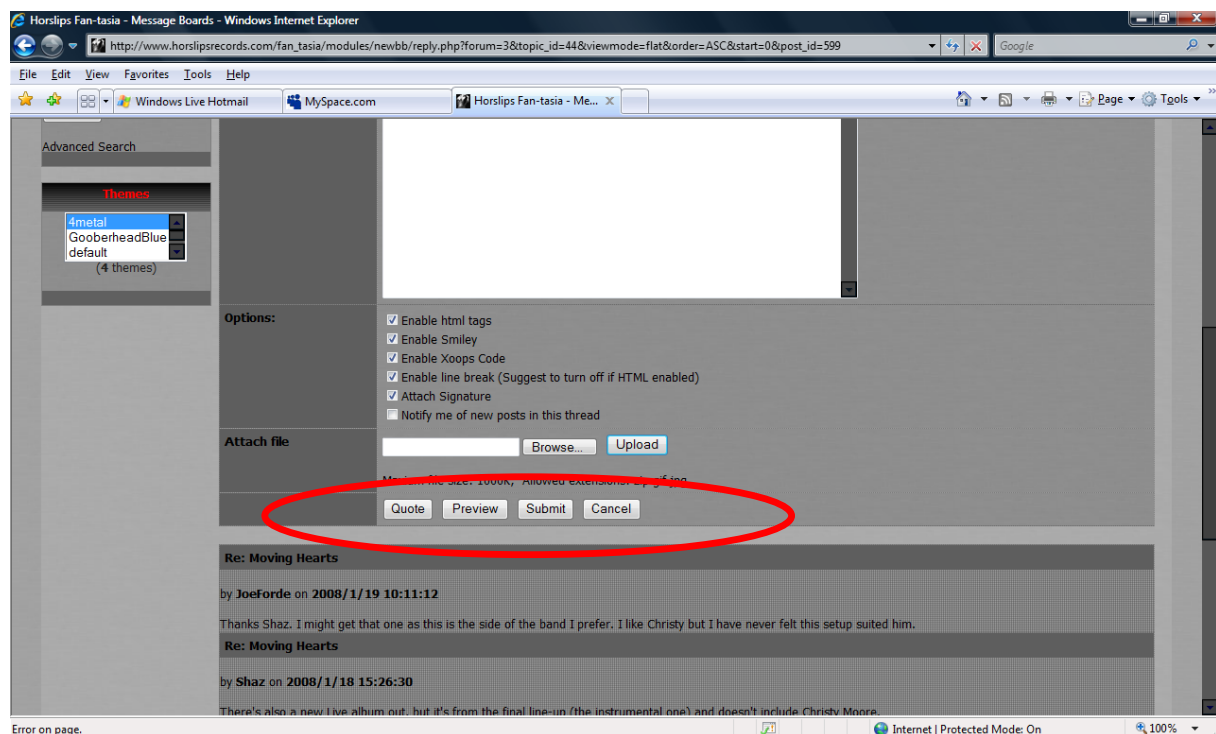 Horslips Fan-tasia - Message Boards - Windows Internet Explorer
http://www.horslipsrecords.com/fan_tasia/modules/newbb/reply.php?forum=3&topic_id=44&viewmode=flat&order=ASC&start=0&post_id=599
Google
File Edit View Favorites Tools Help
Windows Live Hotmail MySpace.com Horslips Fan-tasia - Me... X Page Tools
Advanced Search
Themes
4metal
GooberheadBlue
default
(4 themes)
Options:
Enable html tags
Enable Smiley
Enable Xoops Code
Enable line break (Suggest to turn off if HTML enabled)
Attach Signature
Notify me of new posts in this thread
Attach file Browse... Upload
file size: 1000K, Allowed extensions: zip gif jpg
Quote Preview Submit Cancel
Re: Moving Hearts
by JoeForde on 2008/1/19 10:11:12
Thanks Shaz. I might get that one as this is the side of the band I prefer. I like Christy but I have never felt this setup suited him.
Re: Moving Hearts
by Shaz on 2008/1/18 15:26:30
There's also a new Live album out, but it's from the final line-up (the instrumental one) and doesn't include Christy Moore.
Error on page. Internet | Protected Mode: On 100%